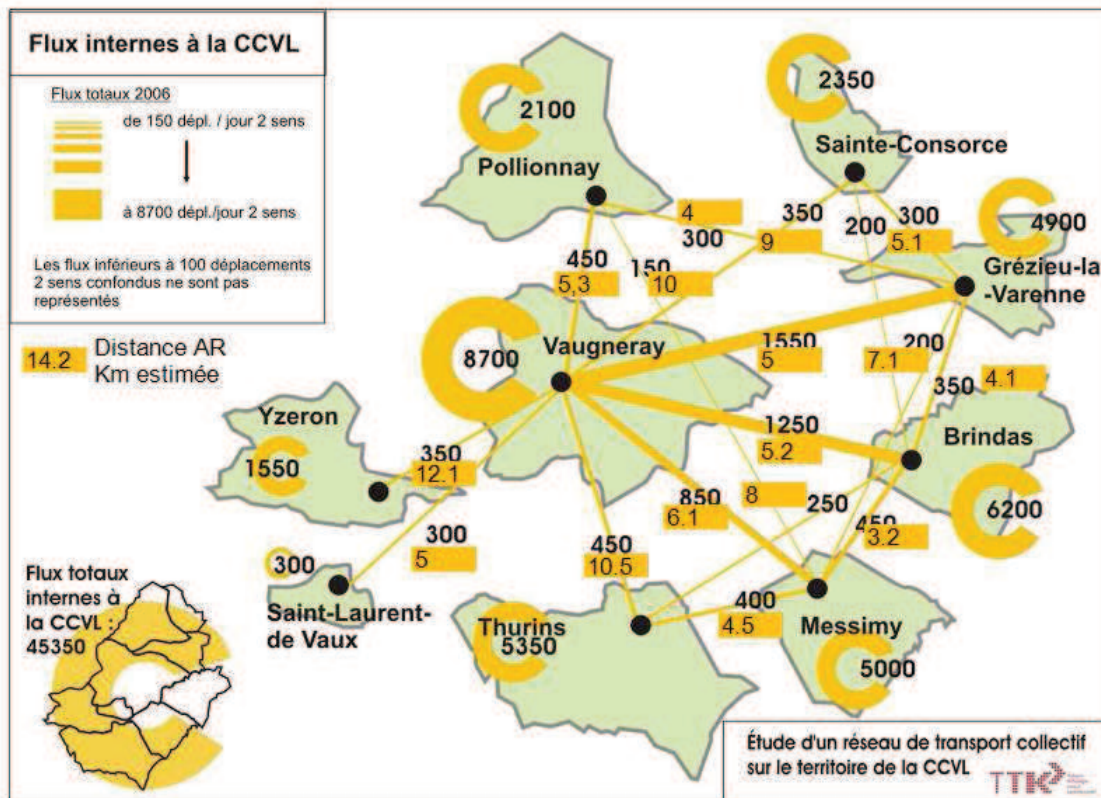 Flux internes à la CCVL
Flux totaux 2006
de 150 dépl. / jour 2 sens
à 8700 dépl./jour 2 sens
Les flux inférieurs à 100 déplacements
2 sens confondus ne sont pas
représentés
14.2
Distance AR
Km estimée
2100
Pollionnay
2350
Sainte-Consorce
4900
Grézieu-la
-Varenne
4
300
350
9
200
300
5.1
450
5,3
150
10
8700
Vaugneray
1550
5
200
7.1
350
4.1
Yzeron
1550
350
12.1
1250
5.2
Brindas
6200
850
6.1
8
250
450
3.2
300
5
450
10.5
300
Saint-Laurent-
de Vaux
Thurins
5350
400
4.5
Messimy
5000
Flux totaux
internes à
la CCVL :
45350
Étude d'un réseau de transport collectif
sur le territoire de la CCVL
TTK